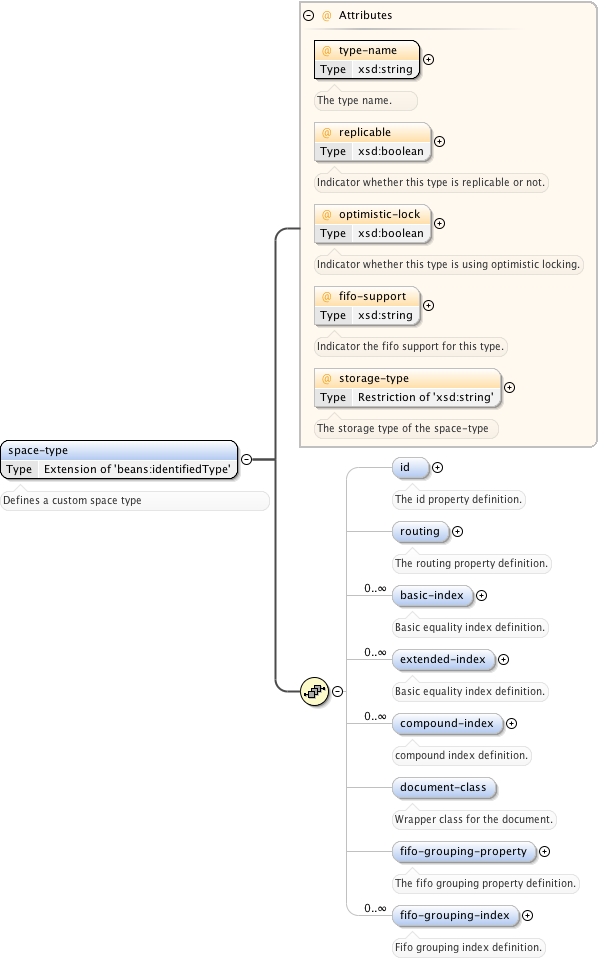 Attributes
@ type-name
Type xsd:string
The type name.
@ replicable
Type xsd:boolean
Indicator whether this type is replicable or not.
@ optimistic-lock
Type xsd:boolean
Indicator whether this type is using optimistic locking.
@ fifo-support
Type xsd:string
Indicator the fifo support for this type.
@ storage-type
Type Restriction of 'xsd:string'
The storage type of the space-type
space-type
Type Extension of 'beans:identifiedType'
Defines a custom space type
id
The id property definition.
routing
The routing property definition.
0..∞ basic-index
Basic equality index definition.
0..∞ extended-index
Basic equality index definition.
0..∞ compound-index
compound index definition.
document-class
Wrapper class for the document.
fifo-grouping-property
The fifo grouping property definition.
0..∞ fifo-grouping-index
Fifo grouping index definition.